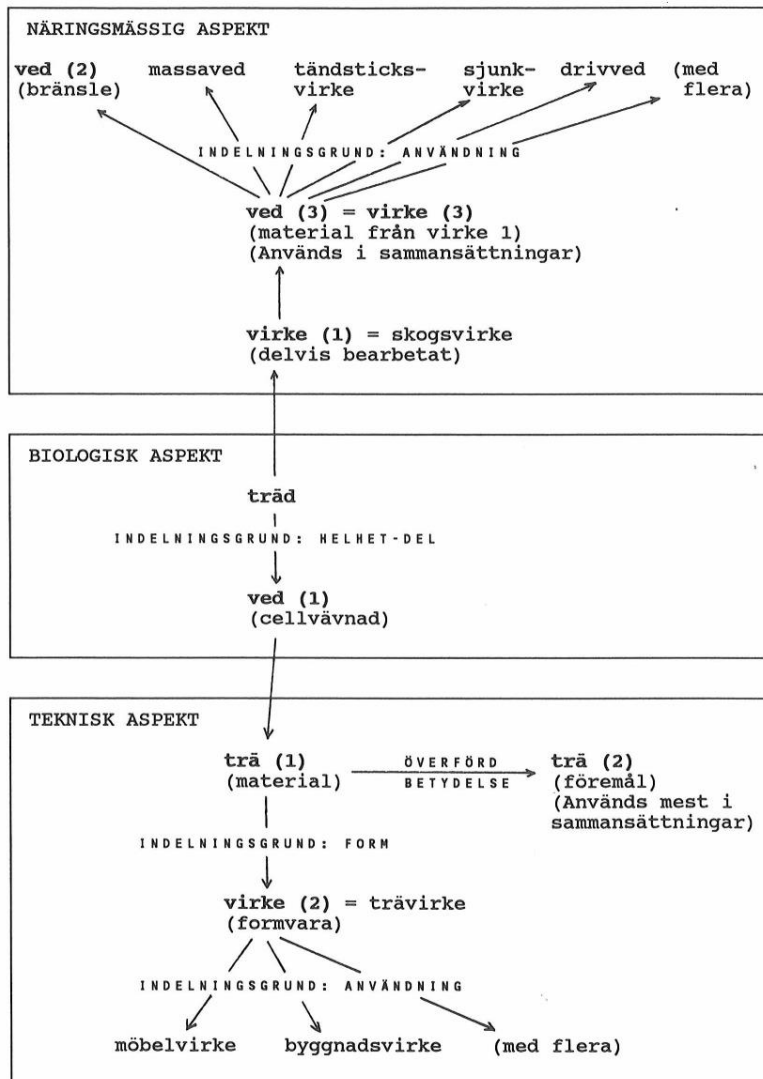 NÄRINGSMÄSSIG ASPEKT
ved (2) massaved tändsticks- sjunk- drivved (med
(bränsle) virke virke flera)
INDELNINGSGRUND: ANVÄNDNING
ved (3) = virke (3)
(material från virke 1)
(Används i sammansättningar)
virke (1) = skogsvirke
(delvis bearbetat)
BIOLOGISK ASPEKT
träd
INDELNINGSGRUND: HELHET-DEL
ved (1)
(cellvävnad)
TEKNISK ASPEKT
trä (1) ÖVERFÖRD trä (2)
(material) BETYDELSE (föremål)
(Används mest i
sammansättningar)
INDELNINGSGRUND: FORM
virke (2) = trävirke
(formvara)
INDELNINGSGRUND: ANVÄNDNING
möbelvirke byggnadsvirke (med flera)